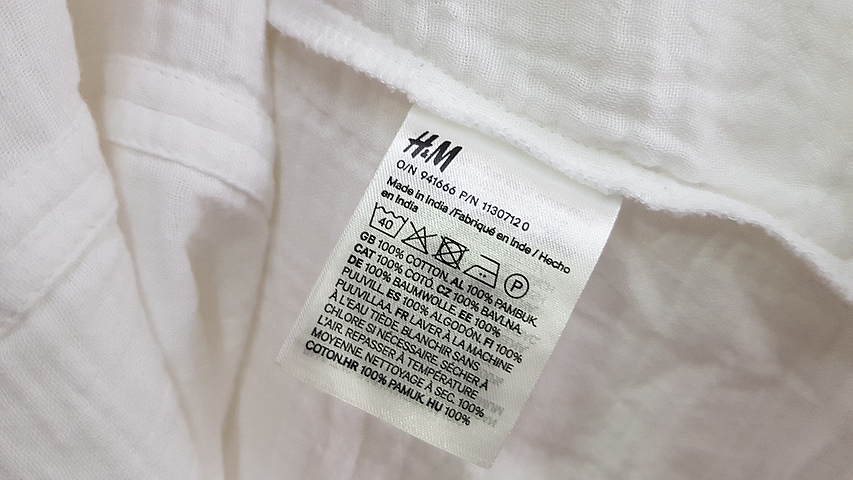 H&M
O/N 941666 P/N 1130712 0
Made in India /Fabriqué en Inde / Hecho
en India
40 P
GB 100% COTTON. AL 100% PAMBUK.
CAT 100% COTÓ. CZ 100% BAVLNA.
DE 100% BAUMWOLLE. EE 100%
PUUVILL. ES 100% ALGODÓN. FI 100%
PUUVILLAA. FR LAVER À LA MACHINE
À L'EAU TIÈDE. BLANCHIR SANS
CHLORE SI NÉCESSAIRE. SÉCHER À
L'AIR. REPASSER À TEMPÉRATURE
MOYENNE. NETTOYAGE À SEC. 100%
COTON.HR 100% PAMUK. HU 100%